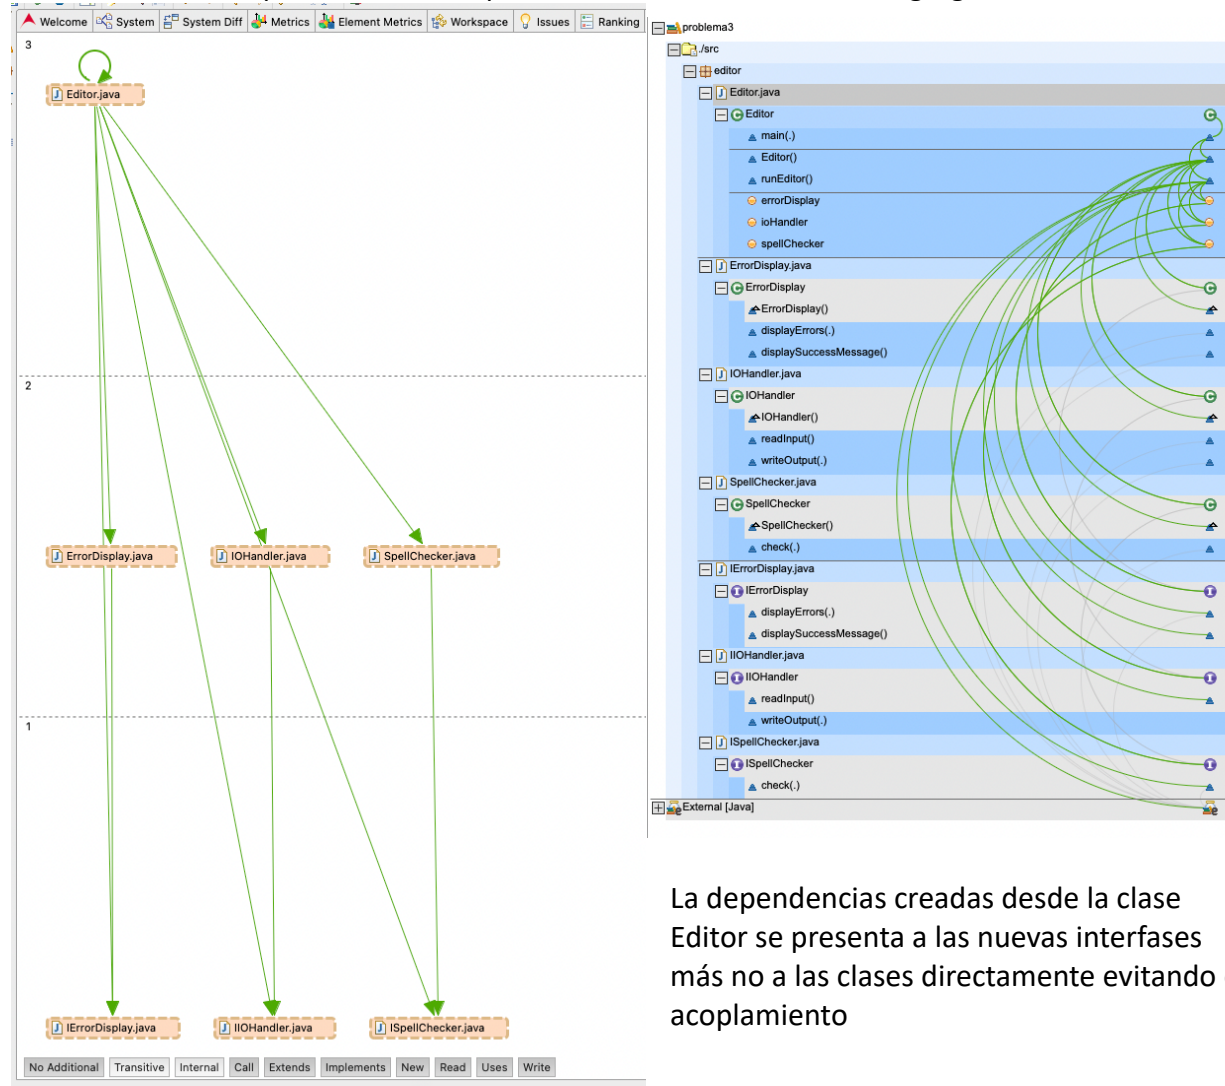 Welcome System System Diff Metrics Element Metrics Workspace Issues Ranking
3
Editor.java
2
ErrorDisplay.java IOHandler.java SpellChecker.java
1
IErrorDisplay.java IIOHandler.java ISpellChecker.java
No Additional Transitive Internal Call Extends Implements New Read Uses Write
problema3
./src
editor
Editor.java
Editor
main(.)
Editor()
runEditor()
errorDisplay
ioHandler
spellChecker
ErrorDisplay.java
ErrorDisplay
ErrorDisplay()
displayErrors(.)
displaySuccessMessage()
IOHandler.java
IOHandler
IOHandler()
readInput()
writeOutput(.)
SpellChecker.java
SpellChecker
SpellChecker()
check(.)
IErrorDisplay.java
IErrorDisplay
displayErrors(.)
displaySuccessMessage()
IIOHandler.java
IIOHandler
readInput()
writeOutput(.)
ISpellChecker.java
ISpellChecker
check(.)
External [Java]
La dependencias creadas desde la clase
Editor se presenta a las nuevas interfases
más no a las clases directamente evitando
acoplamiento